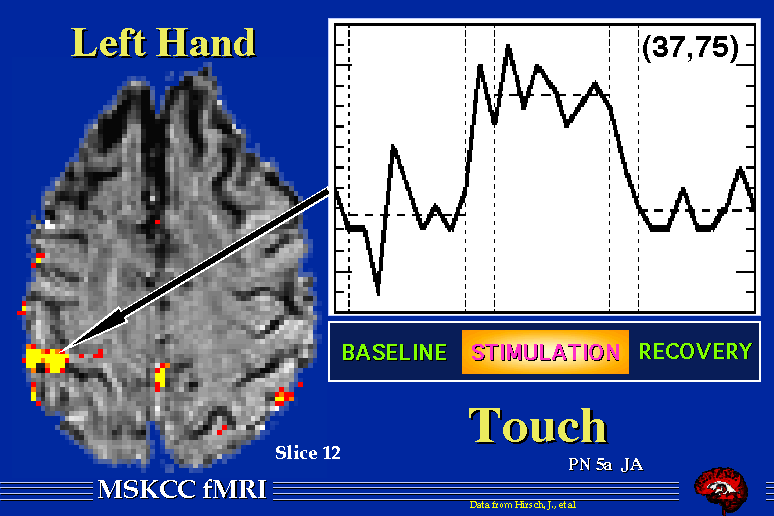 Left Hand
(37,75)
BASELINE STIMULATION RECOVERY
Touch
Slice 12
PN 5a JA
MSKCC fMRI
Data from Hirsch, J., et al